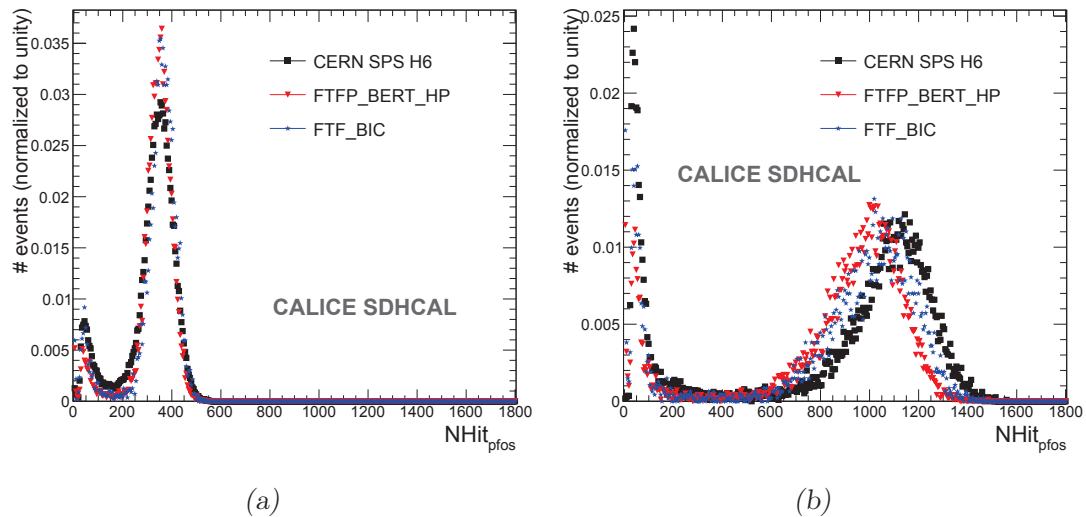 # events (normalized to unity)
0.035
0.03
0.025
0.02
0.015
0.01
0.005
0
CERN SPS H6
FTFP_BERT_HP
FTF_BIC
CALICE SDHCAL
0 200 400 600 800 1000 1200 1400 1600 1800
NHit_pfos
(a)
# events (normalized to unity)
0.025
0.02
0.015
0.01
0.005
0
CERN SPS H6
FTFP_BERT_HP
FTF_BIC
CALICE SDHCAL
0 200 400 600 800 1000 1200 1400 1600 1800
NHit_pfos
(b)